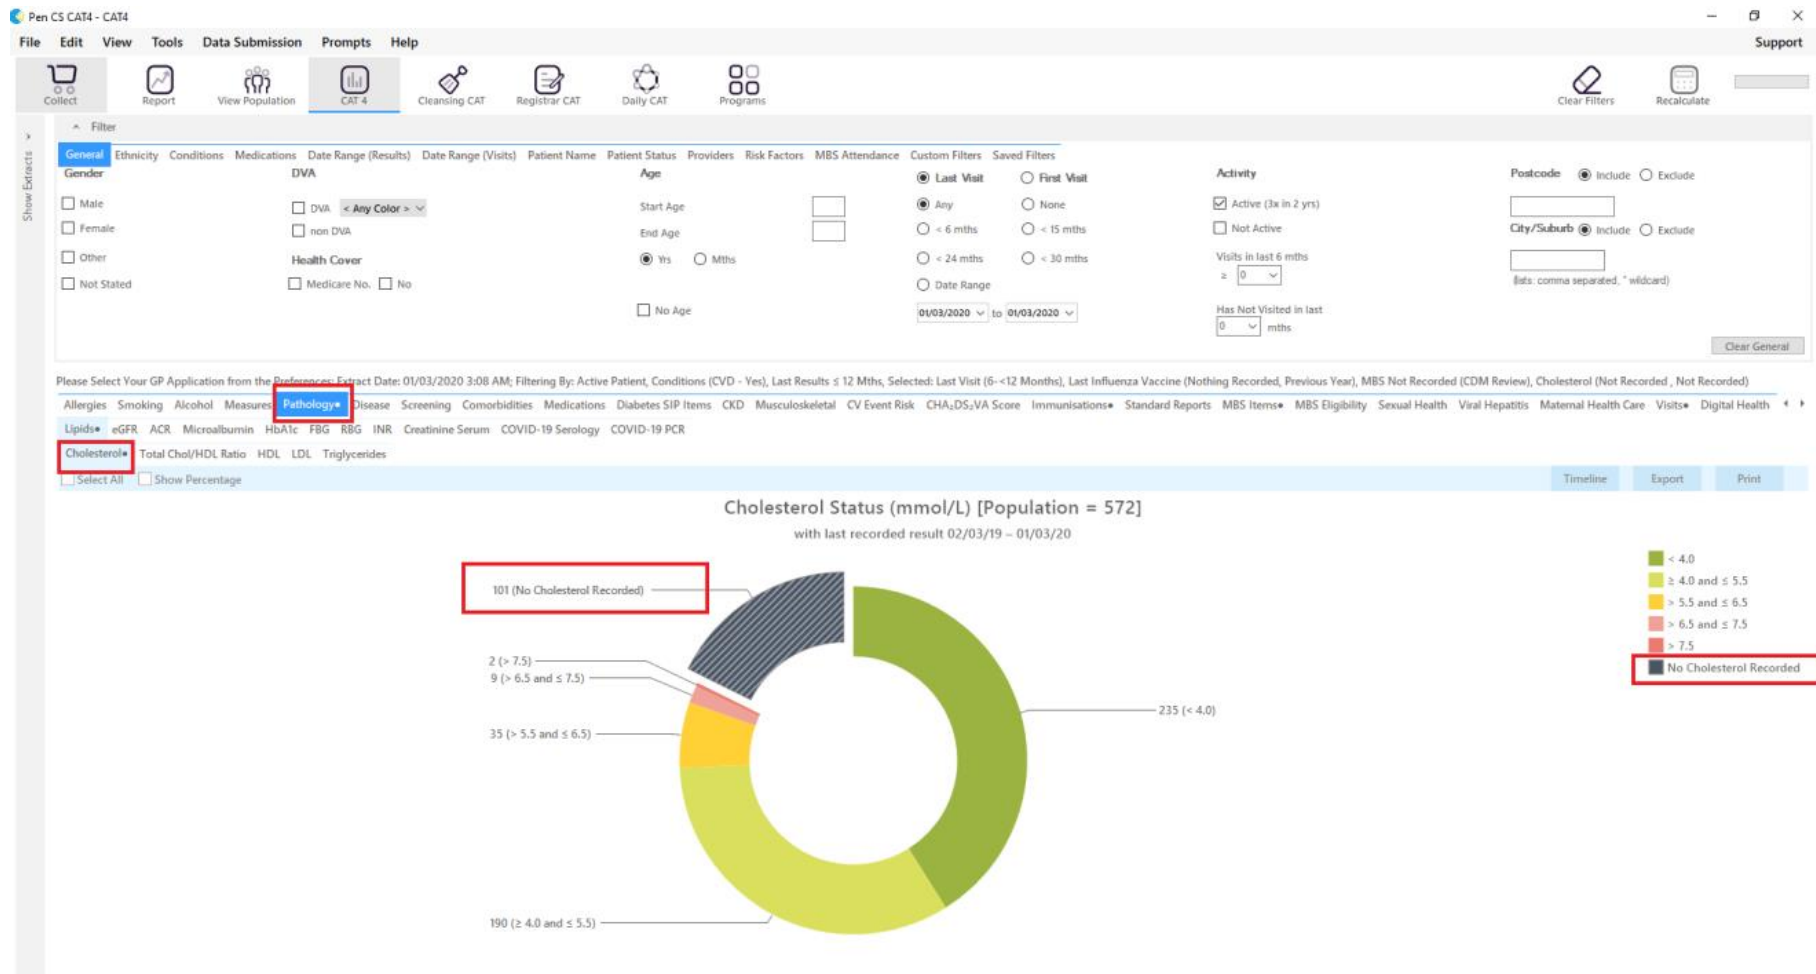 Pen CS CAT4 - CAT4
File Edit View Tools Data Submission Prompts Help Support
Collect Report View Population CAT 4 Cleansing CAT Registrar CAT Daily CAT Programs Clear Filters Recalculate
Show Extracts
Filter
General Ethnicity Conditions Medications Date Range (Results) Date Range (Visits) Patient Name Patient Status Providers Risk Factors MBS Attendance Custom Filters Saved Filters
Gender DVA Age Last Visit First Visit Activity Postcode Include Exclude
Male DVA < Any Color > Start Age Any None Active (3x in 2 yrs)
Female non DVA End Age < 6 mths < 15 mths Not Active City/Suburb Include Exclude
Other Health Cover Yrs Mths < 24 mths < 30 mths Visits in last 6 mths
Not Stated Medicare No. No Date Range ≥ 0 (lists: comma separated, * wildcard)
No Age 01/03/2020 to 01/03/2020 Has Not Visited in last
0 mths
Clear General
Please Select Your GP Application from the Preferences: Extract Date: 01/03/2020 3:08 AM; Filtering By: Active Patient, Conditions (CVD - Yes), Last Results ≤ 12 Mths, Selected: Last Visit (6-<12 Months), Last Influenza Vaccine (Nothing Recorded, Previous Year), MBS Not Recorded (CDM Review), Cholesterol (Not Recorded , Not Recorded)
Allergies Smoking Alcohol Measures Pathology• Disease Screening Comorbidities Medications Diabetes SIP Items CKD Musculoskeletal CV Event Risk CHA₂DS₂VA Score Immunisations• Standard Reports MBS Items• MBS Eligibility Sexual Health Viral Hepatitis Maternal Health Care Visits• Digital Health
Lipids• eGFR ACR Microalbumin HbA1c FBG RBG INR Creatinine Serum COVID-19 Serology COVID-19 PCR
Cholesterol• Total Chol/HDL Ratio HDL LDL Triglycerides
Select All Show Percentage Timeline Export Print
Cholesterol Status (mmol/L) [Population = 572]
with last recorded result 02/03/19 – 01/03/20
101 (No Cholesterol Recorded)
2 (> 7.5)
9 (> 6.5 and ≤ 7.5)
35 (> 5.5 and ≤ 6.5)
190 (≥ 4.0 and ≤ 5.5)
235 (< 4.0)
< 4.0
≥ 4.0 and ≤ 5.5
> 5.5 and ≤ 6.5
> 6.5 and ≤ 7.5
> 7.5
No Cholesterol Recorded